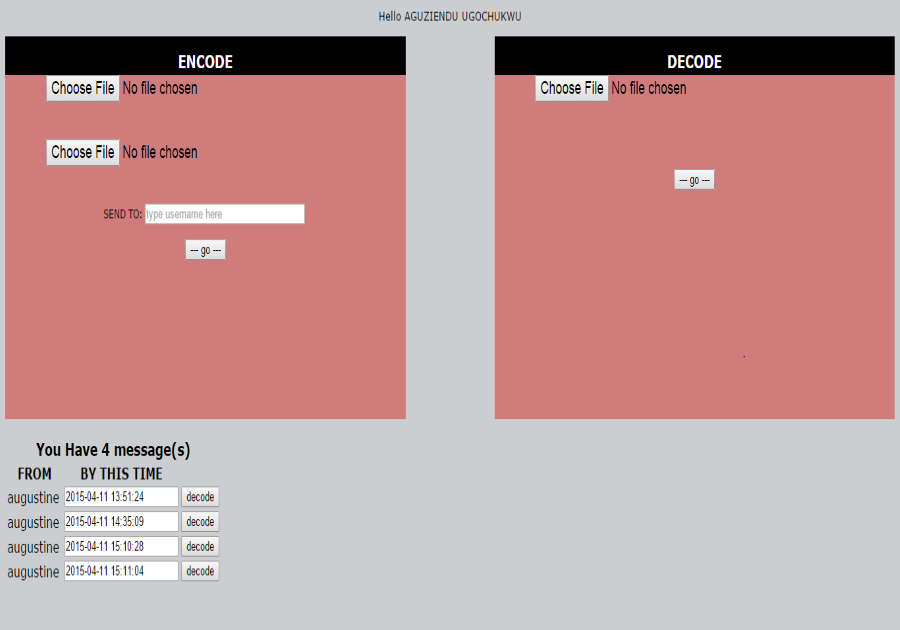 Hello AGUZIENDU UGOCHUKWU
ENCODE
Choose File No file chosen
Choose File No file chosen
SEND TO: type username here
--- go ---
DECODE
Choose File No file chosen
--- go ---
You Have 4 message(s)
FROM BY THIS TIME
augustine 2015-04-11 13:51:24 decode
augustine 2015-04-11 14:35:09 decode
augustine 2015-04-11 15:10:28 decode
augustine 2015-04-11 15:11:04 decode